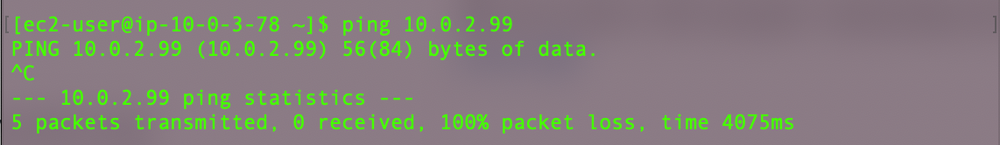 [ec2-user@ip-10-0-3-78 ~]$ ping 10.0.2.99
PING 10.0.2.99 (10.0.2.99) 56(84) bytes of data.
^C
--- 10.0.2.99 ping statistics ---
5 packets transmitted, 0 received, 100% packet loss, time 4075ms